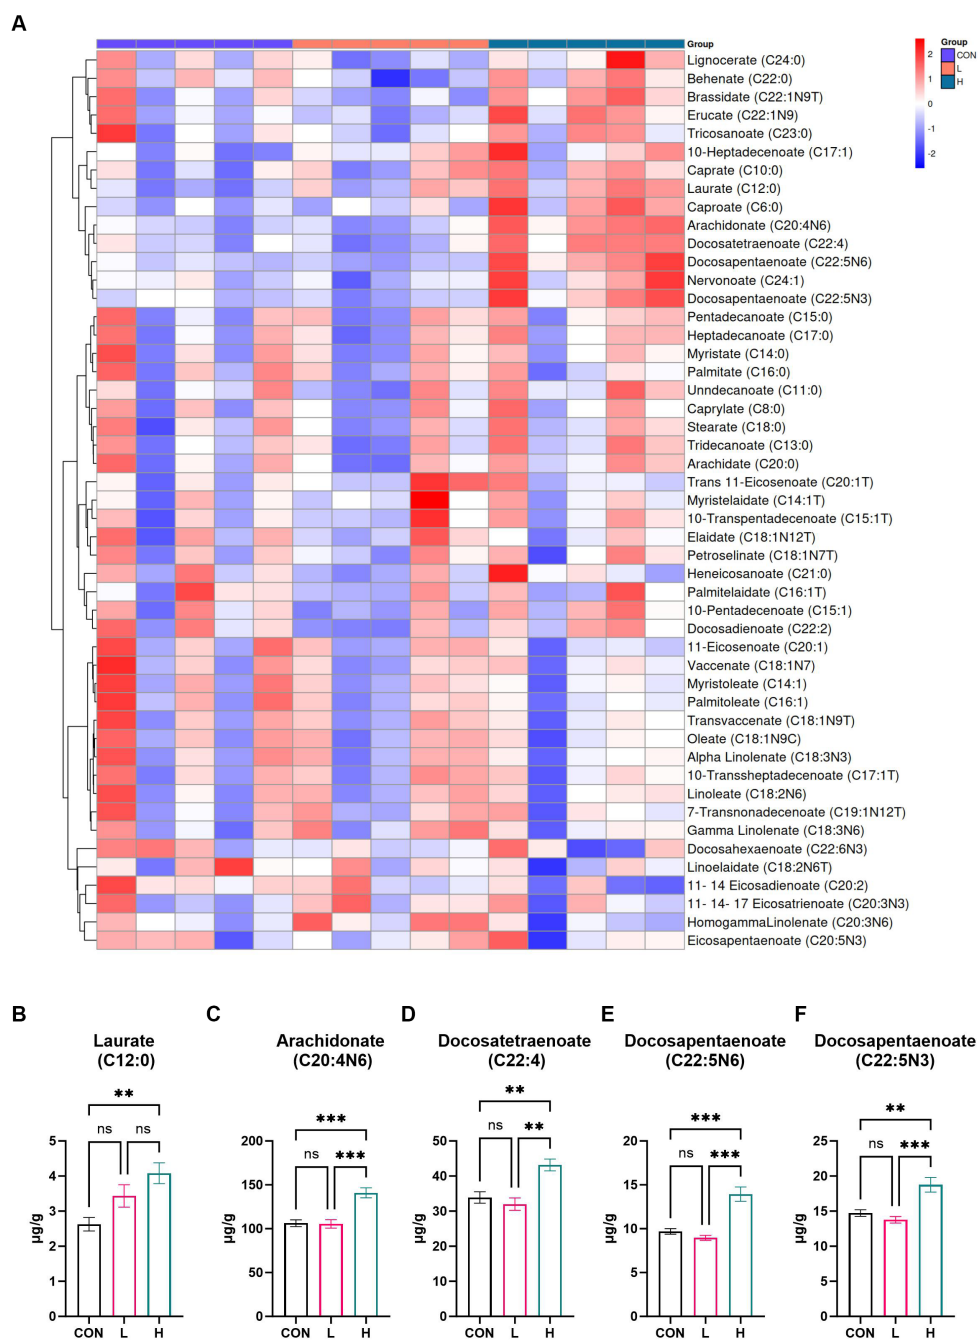 A
Group
Lignocerate (C24:0)
Behenate (C22:0)
Brassidate (C22:1N9T)
Erucate (C22:1N9)
Tricosanoate (C23:0)
10-Heptadecenoate (C17:1)
Caprate (C10:0)
Laurate (C12:0)
Caproate (C6:0)
Arachidonate (C20:4N6)
Docosatetraenoate (C22:4)
Docosapentaenoate (C22:5N6)
Nervonoate (C24:1)
Docosapentaenoate (C22:5N3)
Pentadecanoate (C15:0)
Heptadecanoate (C17:0)
Myristate (C14:0)
Palmitate (C16:0)
Unndecanoate (C11:0)
Caprylate (C8:0)
Stearate (C18:0)
Tridecanoate (C13:0)
Arachidate (C20:0)
Trans 11-Eicosenoate (C20:1T)
Myristelaidate (C14:1T)
10-Transpentadecenoate (C15:1T)
Elaidate (C18:1N12T)
Petroselinate (C18:1N7T)
Heneicosanoate (C21:0)
Palmitelaidate (C16:1T)
10-Pentadecenoate (C15:1)
Docosadienoate (C22:2)
11-Eicosenoate (C20:1)
Vaccenate (C18:1N7)
Myristoleate (C14:1)
Palmitoleate (C16:1)
Transvaccenate (C18:1N9T)
Oleate (C18:1N9C)
Alpha Linolenate (C18:3N3)
10-Transsheptadecenoate (C17:1T)
Linoleate (C18:2N6)
7-Transnonadecenoate (C19:1N12T)
Gamma Linolenate (C18:3N6)
Docosahexaenoate (C22:6N3)
Linoelaidate (C18:2N6T)
11- 14 Eicosadienoate (C20:2)
11- 14- 17 Eicosatrienoate (C20:3N3)
HomogammaLinolenate (C20:3N6)
Eicosapentaenoate (C20:5N3)
2
1
0
-1
-2
Group
CON
L
H
B
Laurate
(C12:0)
**
ns
ns
5
4
3
2
1
0
µg/g
CON
L
H
C
Arachidonate
(C20:4N6)
***
ns
***
200
150
100
50
0
µg/g
CON
L
H
D
Docosatetraenoate
(C22:4)
**
ns
**
50
40
30
20
10
0
µg/g
CON
L
H
E
Docosapentaenoate
(C22:5N6)
***
ns
***
20
15
10
5
0
µg/g
CON
L
H
F
Docosapentaenoate
(C22:5N3)
**
ns
***
25
20
15
10
5
0
µg/g
CON
L
H